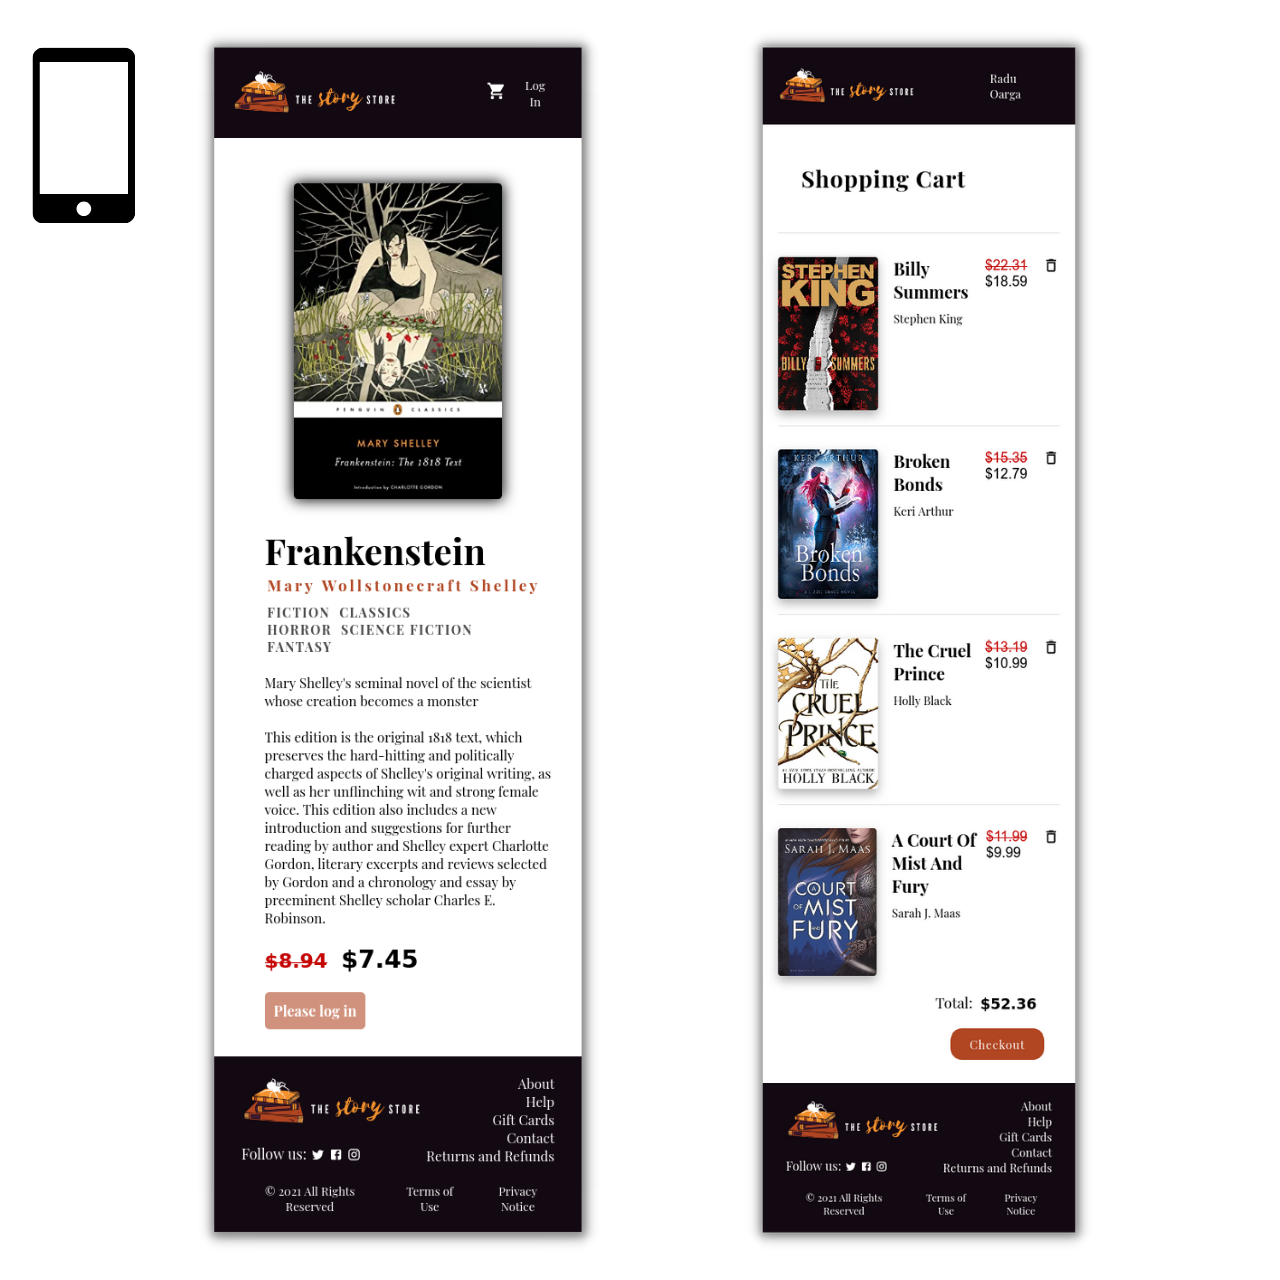 THE story STORE
Log
In
PENGUIN CLASSICS
MARY SHELLEY
Frankenstein: The 1818 Text
Introduction by CHARLOTTE GORDON
Frankenstein
Mary Wollstonecraft Shelley
FICTION CLASSICS
HORROR SCIENCE FICTION
FANTASY
Mary Shelley's seminal novel of the scientist
whose creation becomes a monster
This edition is the original 1818 text, which
preserves the hard-hitting and politically
charged aspects of Shelley's original writing, as
well as her unflinching wit and strong female
voice. This edition also includes a new
introduction and suggestions for further
reading by author and Shelley expert Charlotte
Gordon, literary excerpts and reviews selected
by Gordon and a chronology and essay by
preeminent Shelley scholar Charles E.
Robinson.
$8.94 $7.45
Please log in
THE story STORE
Follow us:
About
Help
Gift Cards
Contact
Returns and Refunds
© 2021 All Rights
Reserved
Terms of
Use
Privacy
Notice
THE story STORE
Radu
Oarga
Shopping Cart
STEPHEN
KING
BILLY SUMMERS
Billy
Summers
Stephen King
$22.31
$18.59
KERI ARTHUR
Broken
Bonds
Broken
Bonds
Keri Arthur
$15.35
$12.79
THE
CRUEL
PRINCE
HOLLY BLACK
The Cruel
Prince
Holly Black
$13.19
$10.99
SARAH J. MAAS
A
COURT
OF MIST
AND
FURY
A Court Of
Mist And
Fury
Sarah J. Maas
$11.99
$9.99
Total: $52.36
Checkout
THE story STORE
Follow us:
About
Help
Gift Cards
Contact
Returns and Refunds
© 2021 All Rights
Reserved
Terms of
Use
Privacy
Notice